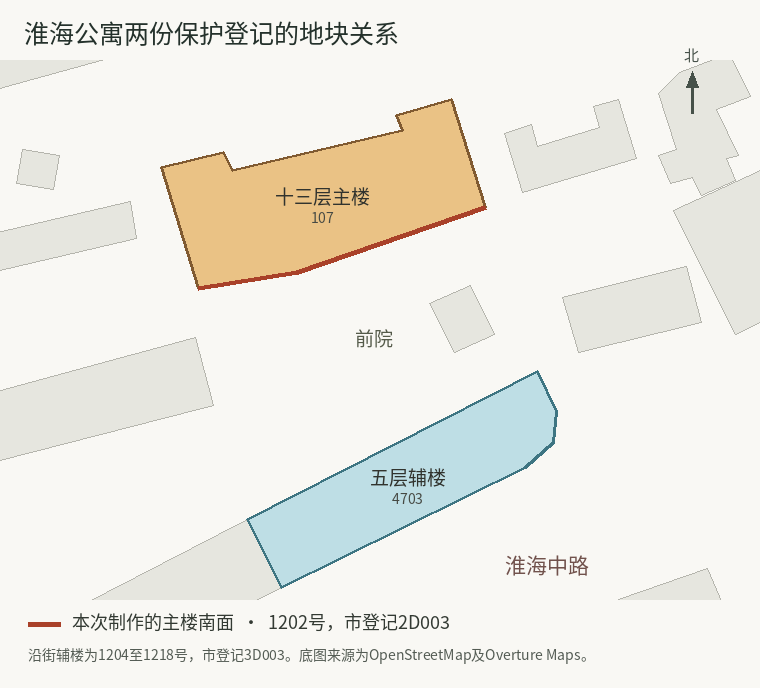 淮海公寓两份保护登记的地块关系
北
十三层主楼
107
前院
五层辅楼
4703
淮海中路
本次制作的主楼南面 · 1202号，市登记2D003
沿街辅楼为1204至1218号，市登记3D003。底图来源为OpenStreetMap及Overture Maps。